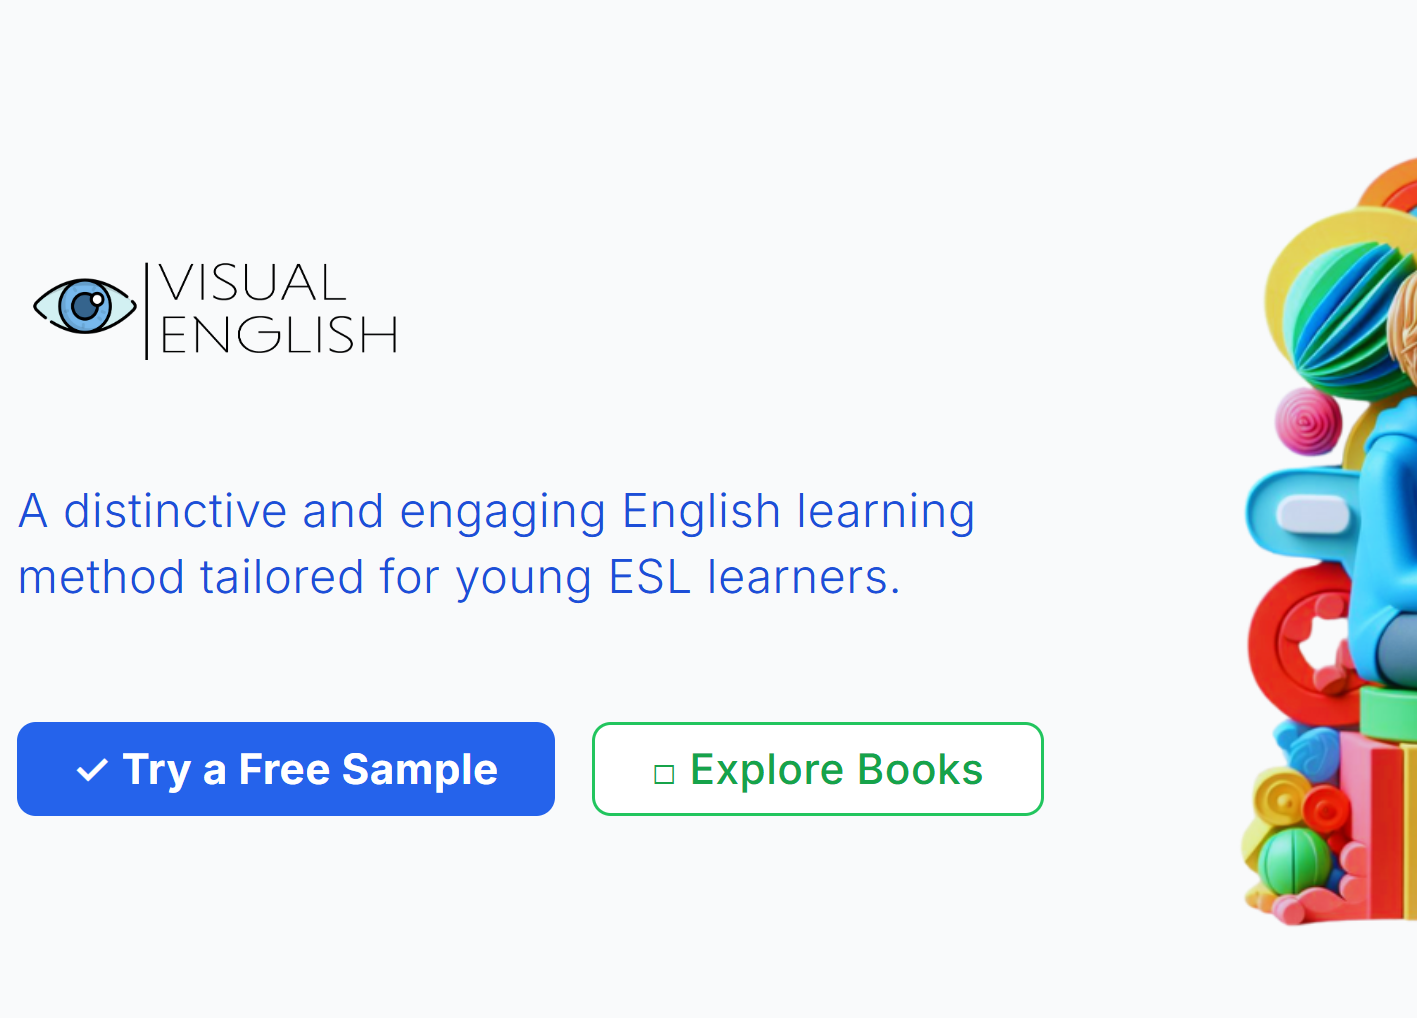 VISUAL
ENGLISH
A distinctive and engaging English learning
method tailored for young ESL learners.
✓ Try a Free Sample
□ Explore Books